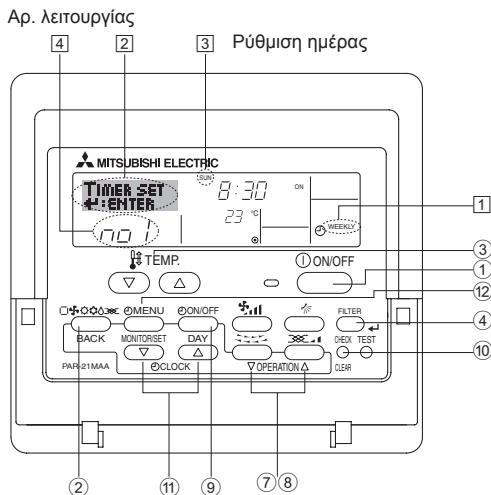 Αρ. λειτουργίας
4 2 3 Ρύθμιση ημέρας
MITSUBISHI ELECTRIC
SUN
TIMER SET
↵:ENTER
8:30 ON
23 °C
WEEKLY
no 1
1
TEMP. ON/OFF
3
1
12
MENU ON/OFF FILTER
4
BACK MONITOR/SET DAY CHECK TEST
10
PAR-21MAA CLOCK OPERATION CLEAR
2 11 9 7 8